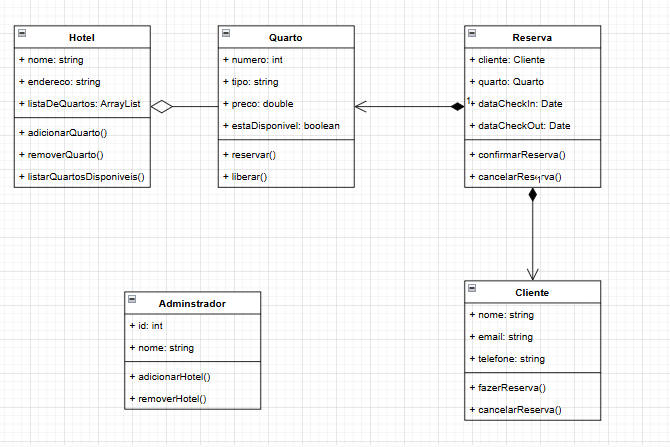 Hotel
+ nome: string
+ endereco: string
+ listaDeQuartos: ArrayList
+ adicionarQuarto()
+ removerQuarto()
+ listarQuartosDisponiveis()
Quarto
+ numero: int
+ tipo: string
+ preco: double
+ estaDisponivel: boolean
+ reservar()
+ liberar()
Reserva
+ cliente: Cliente
+ quarto: Quarto
1
+ dataCheckIn: Date
+ dataCheckOut: Date
+ confirmarReserva()
+ cancelarReserva()
1
Adminstrador
+ id: int
+ nome: string
+ adicionarHotel()
+ removerHotel()
Cliente
+ nome: string
+ email: string
+ telefone: string
+ fazerReserva()
+ cancelarReserva()